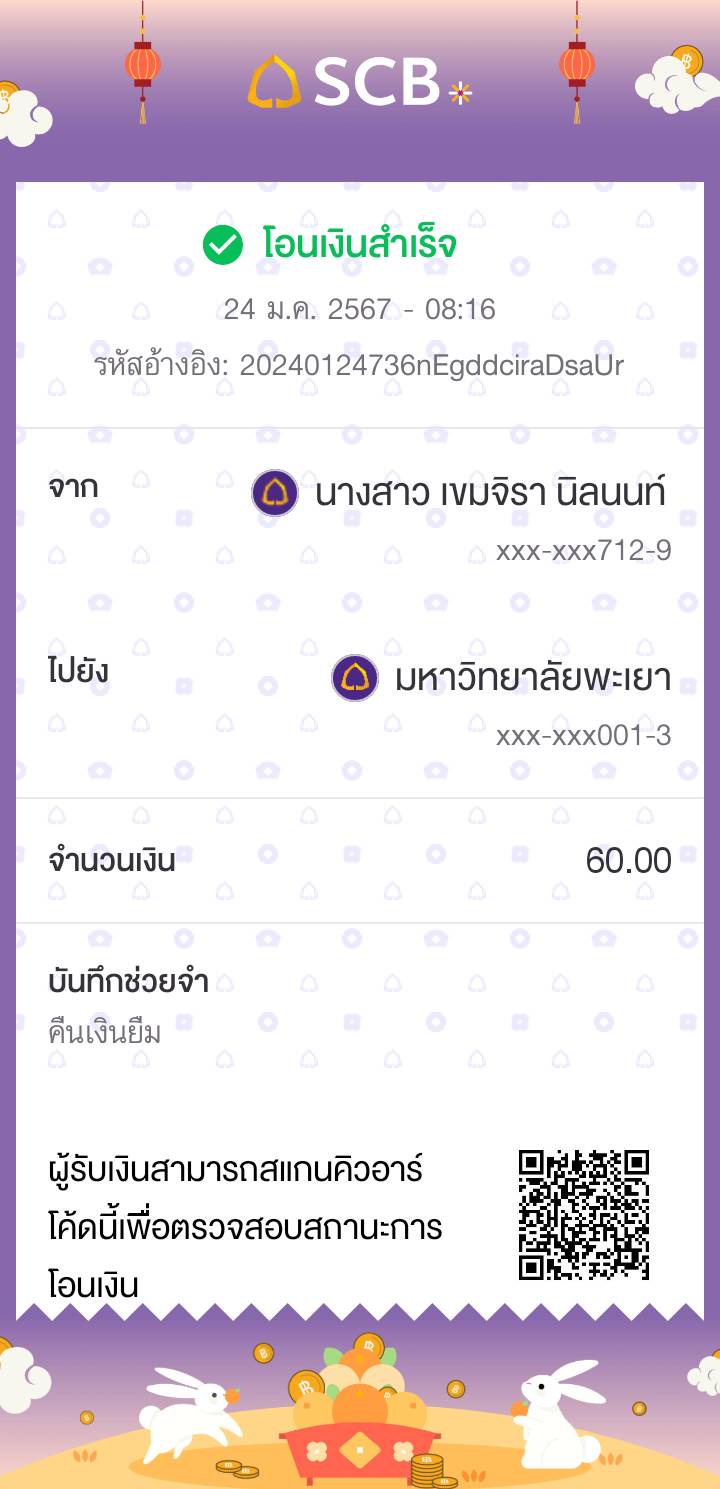 SCB
โอนเงินสำเร็จ
24 ม.ค. 2567 - 08:16
รหัสอ้างอิง: 20240124736nEgddciraDsaUr
จาก
นางสาว เขมจิรา นิลนนท์
xxx-xxx712-9
ไปยัง
มหาวิทยาลัยพะเยา
xxx-xxx001-3
จำนวนเงิน
60.00
บันทึกช่วยจำ
คืนเงินยืม
ผู้รับเงินสามารถสแกนคิวอาร์
โค้ดนี้เพื่อตรวจสอบสถานะการ
โอนเงิน